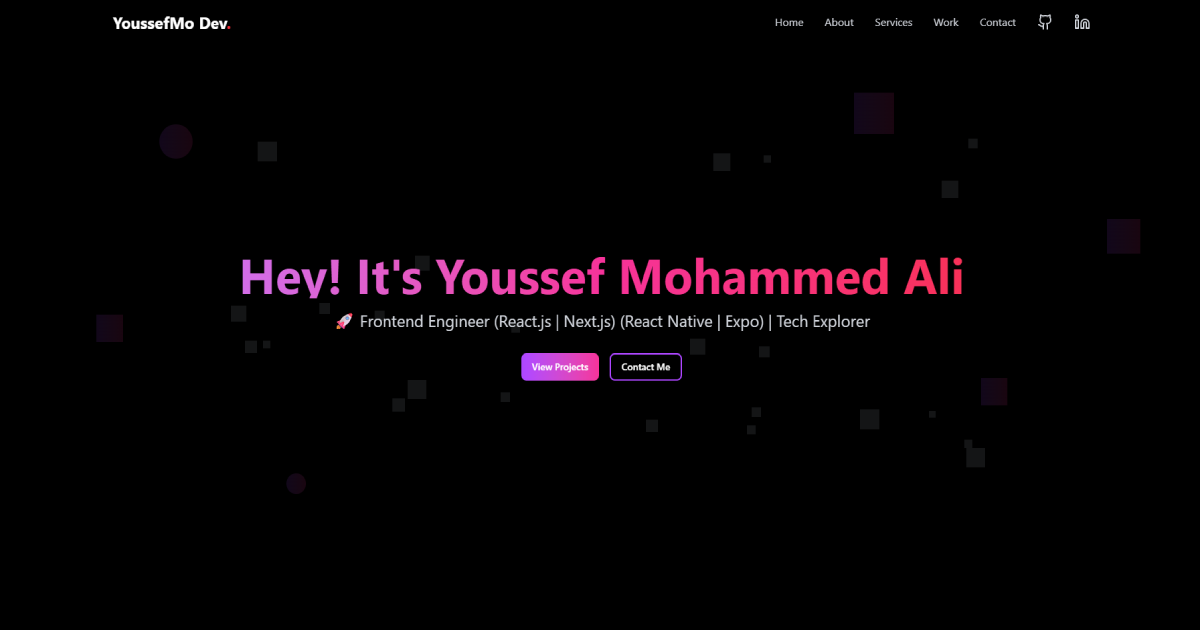 YoussefMo Dev.
Home About Services Work Contact
Hey! It's Youssef Mohammed Ali
🚀 Frontend Engineer (React.js | Next.js) (React Native | Expo) | Tech Explorer
View Projects Contact Me